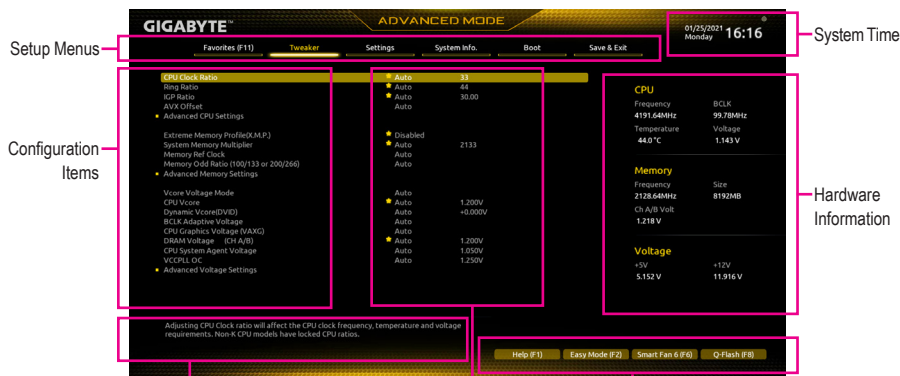 GIGABYTE™
ADVANCED MODE
01/25/2021
Monday
16:16
System Time
Setup Menus
Favorites (F11) Tweaker Settings System Info. Boot Save & Exit
Configuration
Items
CPU Clock Ratio Auto 33
Ring Ratio Auto 44
IGP Ratio Auto 30.00
AVX Offset Auto
Advanced CPU Settings
Extreme Memory Profile(X.M.P.) Disabled
System Memory Multiplier Auto 2133
Memory Ref Clock Auto
Memory Odd Ratio (100/133 or 200/266) Auto
Advanced Memory Settings
Vcore Voltage Mode Auto
CPU Vcore Auto 1.200V
Dynamic Vcore(DVID) Auto +0.000V
BCLK Adaptive Voltage Auto
CPU Graphics Voltage (VAXG) Auto
DRAM Voltage (CH A/B) Auto 1.200V
CPU System Agent Voltage Auto 1.050V
VCCPLL OC Auto 1.250V
Advanced Voltage Settings
CPU
Frequency BCLK
4191.64MHz 99.78MHz
Temperature Voltage
44.0 °C 1.143 V
Memory
Frequency Size
2128.64MHz 8192MB
Ch A/B Volt
1.218 V
Voltage
+5V +12V
5.152 V 11.916 V
Hardware
Information
Adjusting CPU Clock ratio will affect the CPU clock frequency, temperature and voltage
requirements. Non-K CPU models have locked CPU ratios.
Help (F1) Easy Mode (F2) Smart Fan 6 (F6) Q-Flash (F8)